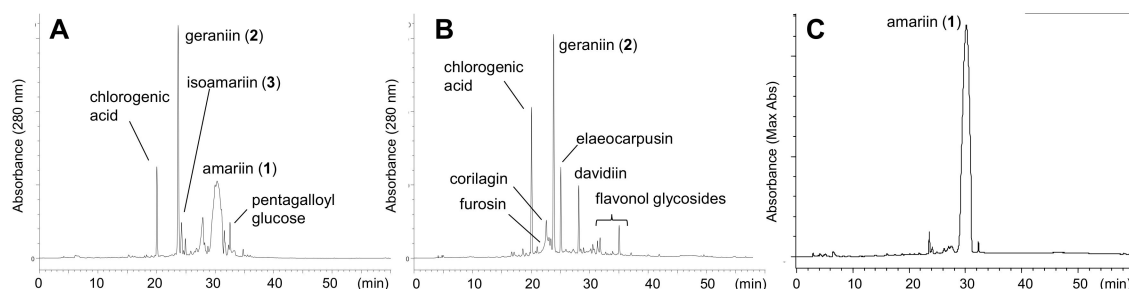 A
Absorbance (280 nm)
geraniin (2)
isoamariin (3)
chlorogenic
acid
amariin (1)
pentagalloyl
glucose
0
0 10 20 30 40 50 (min)
B
Absorbance (280 nm)
geraniin (2)
chlorogenic
acid
elaeocarpusin
corilagin
davidiin
furosin
flavonol glycosides
0
0 10 20 30 40 50 (min)
C
Absorbance (Max Abs)
amariin (1)
0 10 20 30 40 50 (min)